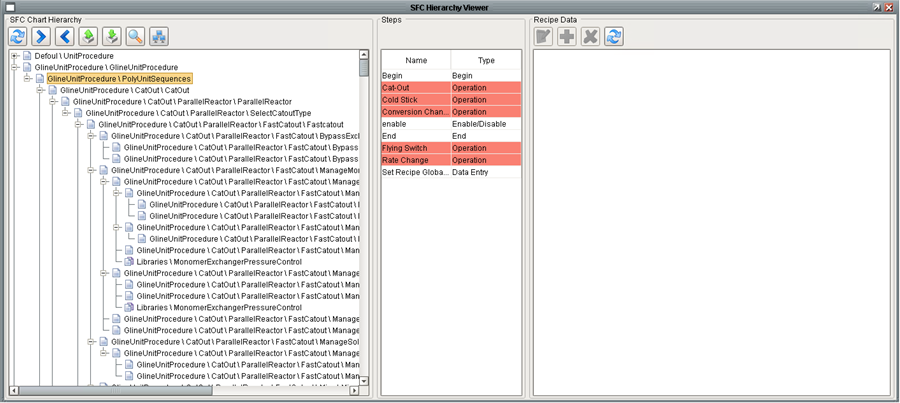 SFC Hierarchy Viewer
SFC Chart Hierarchy
Defoul \ UnitProcedure
GlineUnitProcedure \ GlineUnitProcedure
GlineUnitProcedure \ PolyUnitSequences
GlineUnitProcedure \ CatOut \ CatOut
GlineUnitProcedure \ CatOut \ ParallelReactor \ ParallelReactor
GlineUnitProcedure \ CatOut \ ParallelReactor \ SelectCatoutType
GlineUnitProcedure \ CatOut \ ParallelReactor \ FastCatout \ Fastcatout
GlineUnitProcedure \ CatOut \ ParallelReactor \ FastCatout \ BypassExc
GlineUnitProcedure \ CatOut \ ParallelReactor \ FastCatout \ Bypass
GlineUnitProcedure \ CatOut \ ParallelReactor \ FastCatout \ Bypass
GlineUnitProcedure \ CatOut \ ParallelReactor \ FastCatout \ ManageMo
GlineUnitProcedure \ CatOut \ ParallelReactor \ FastCatout \ Manage
GlineUnitProcedure \ CatOut \ ParallelReactor \ FastCatout \ Man
GlineUnitProcedure \ CatOut \ ParallelReactor \ FastCatout \
GlineUnitProcedure \ CatOut \ ParallelReactor \ FastCatout \
GlineUnitProcedure \ CatOut \ ParallelReactor \ FastCatout \ Man
GlineUnitProcedure \ CatOut \ ParallelReactor \ FastCatout \
GlineUnitProcedure \ CatOut \ ParallelReactor \ FastCatout \ Man
Libraries \ MonomerExchangerPressureControl
GlineUnitProcedure \ CatOut \ ParallelReactor \ FastCatout \ Manage
GlineUnitProcedure \ CatOut \ ParallelReactor \ FastCatout \ Man
GlineUnitProcedure \ CatOut \ ParallelReactor \ FastCatout \ Man
Libraries \ MonomerExchangerPressureControl
GlineUnitProcedure \ CatOut \ ParallelReactor \ FastCatout \ Manage
GlineUnitProcedure \ CatOut \ ParallelReactor \ FastCatout \ Manage
GlineUnitProcedure \ CatOut \ ParallelReactor \ FastCatout \ ManageSol
GlineUnitProcedure \ CatOut \ ParallelReactor \ FastCatout \ Manage
GlineUnitProcedure \ CatOut \ ParallelReactor \ FastCatout \ Man
GlineUnitProcedure \ CatOut \ ParallelReactor \ FastCatout \ Man
Steps
Name Type
Begin Begin
Cat-Out Operation
Cold Stick Operation
Conversion Chan... Operation
enable Enable/Disable
End End
Flying Switch Operation
Rate Change Operation
Set Recipe Globa... Data Entry
Recipe Data